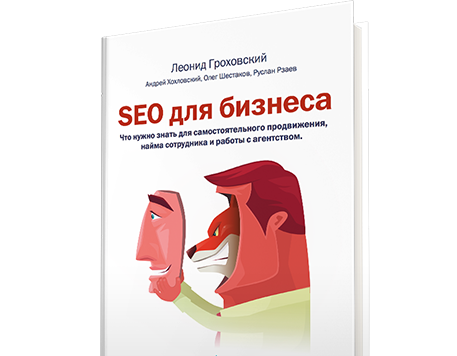 Леонид Гроховский
Андрей Хохловский, Олег Шестаков, Руслан Рзаев
SEO для бизнеса
Что нужно знать для самостоятельного продвижения,
найма сотрудника и работы с агентством.